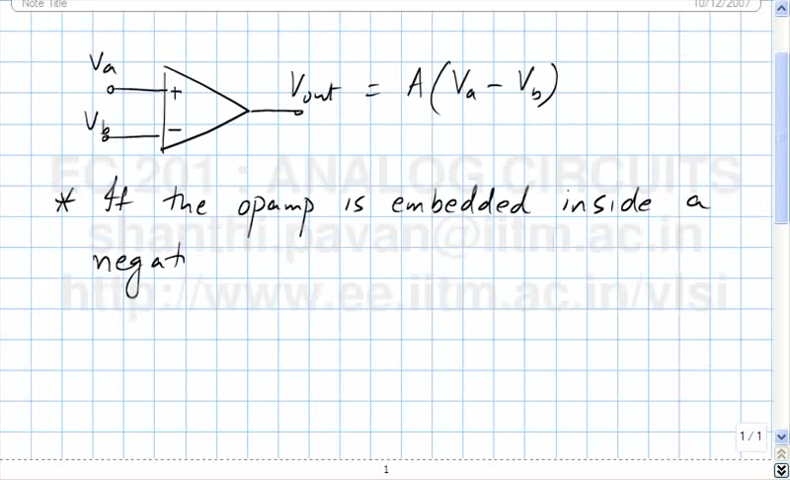 Note Title
10/12/2007
Va
+
Vout = A(Va - Vb)
Vb
-
EC 201 : ANALOG CIRCUITS
* If the opamp is embedded inside a
shanthi.pavan@iitm.ac.in
negat
http://www.ee.iitm.ac.in/vlsi
1 / 1
1